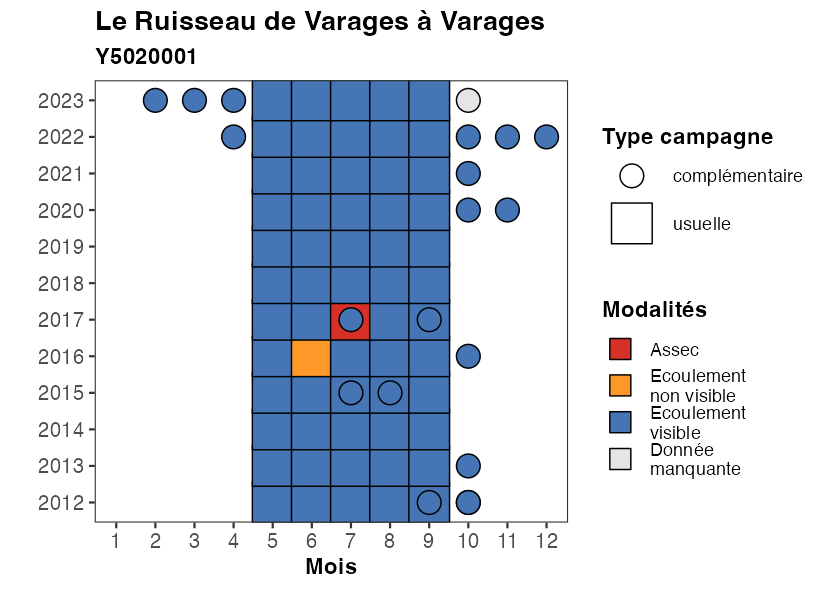 Le Ruisseau de Varages à Varages
Y5020001
2023
2022
2021
2020
2019
2018
2017
2016
2015
2014
2013
2012
1 2 3 4 5 6 7 8 9 10 11 12
Mois
Type campagne
complémentaire
usuelle
Modalités
Assec
Ecoulement
non visible
Ecoulement
visible
Donnée
manquante